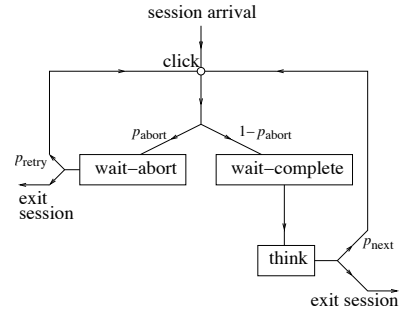 session arrival
click
p_abort
1−p_abort
p_retry
wait−abort
wait−complete
exit
session
think
p_next
exit session